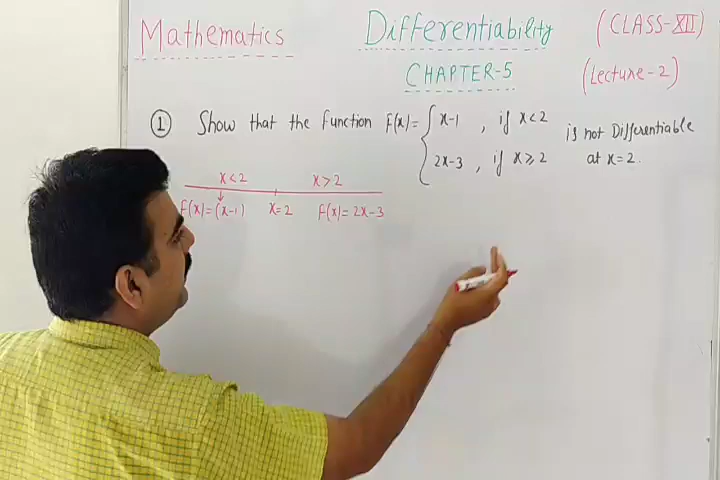 Mathematics Differentiability (CLASS-XII)
CHAPTER-5 (Lecture-2)
① Show that the function f(x)= { x-1 , if x<2
2x-3 , if x⩾2
is not Differentiable
at x=2.
x<2 x>2
f(x)=(x-1) x=2 f(x)=2x-3